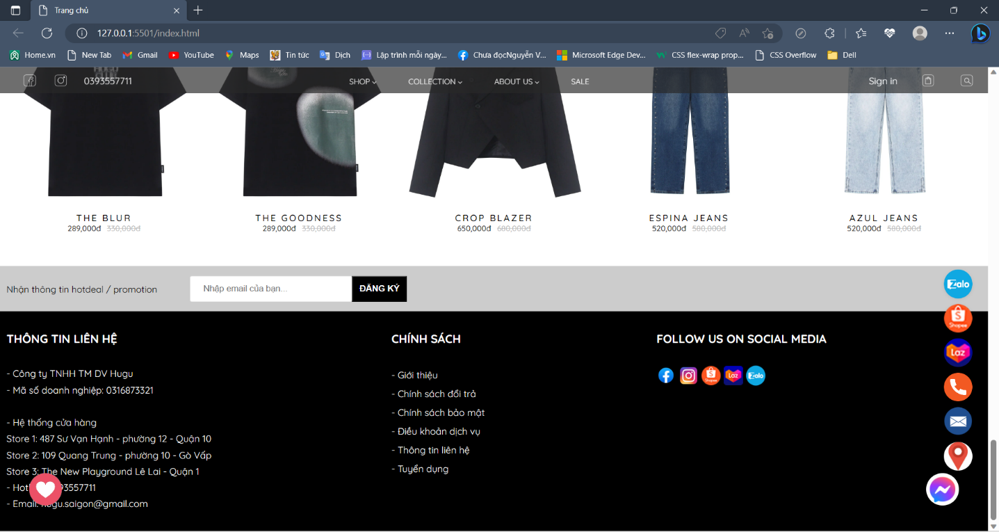 Trang chủ
127.0.0.1:5501/index.html
Home.vn
New Tab
Gmail
YouTube
Maps
Tin tức
Dịch
Lập trình mỗi ngày...
Chưa đọcNguyễn V...
Microsoft Edge Dev...
CSS flex-wrap prop...
CSS Overflow
Dell
0393557711
SHOP
COLLECTION
ABOUT US
SALE
Sign in
THE BLUR
289,000đ 330,000đ
THE GOODNESS
289,000đ 330,000đ
CROP BLAZER
650,000đ 680,000đ
ESPINA JEANS
520,000đ 580,000đ
AZUL JEANS
520,000đ 580,000đ
Nhận thông tin hotdeal / promotion
Nhập email của bạn...
ĐĂNG KÝ
THÔNG TIN LIÊN HỆ
- Công ty TNHH TM DV Hugu
- Mã số doanh nghiệp: 0316873321
- Hệ thống cửa hàng
Store 1: 487 Sư Vạn Hạnh - phường 12 - Quận 10
Store 2: 109 Quang Trung - phường 10 - Gò Vấp
Store 3: The New Playground Lê Lai - Quận 1
- Hot 93557711
- Email: hugu.saigon@gmail.com
CHÍNH SÁCH
- Giới thiệu
- Chính sách đổi trả
- Chính sách bảo mật
- Điều khoản dịch vụ
- Thông tin liên hệ
- Tuyển dụng
FOLLOW US ON SOCIAL MEDIA
Shopee
Laz
Zalo
Zalo
Shopee
Laz